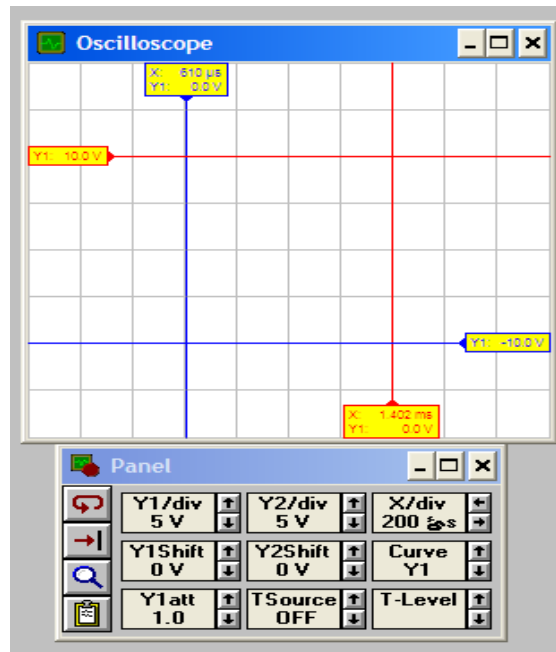 Oscilloscope
X: 610 µs
Y1: 0.0 V
Y1: 10.0 V
Y1: -10.0 V
X: 1.402 ms
Y1: 0.0 V
Panel
Y1/div
5 V
Y2/div
5 V
X/div
200
Y1Shift
0 V
Y2Shift
0 V
Curve
Y1
Y1att
1.0
TSource
OFF
T-Level